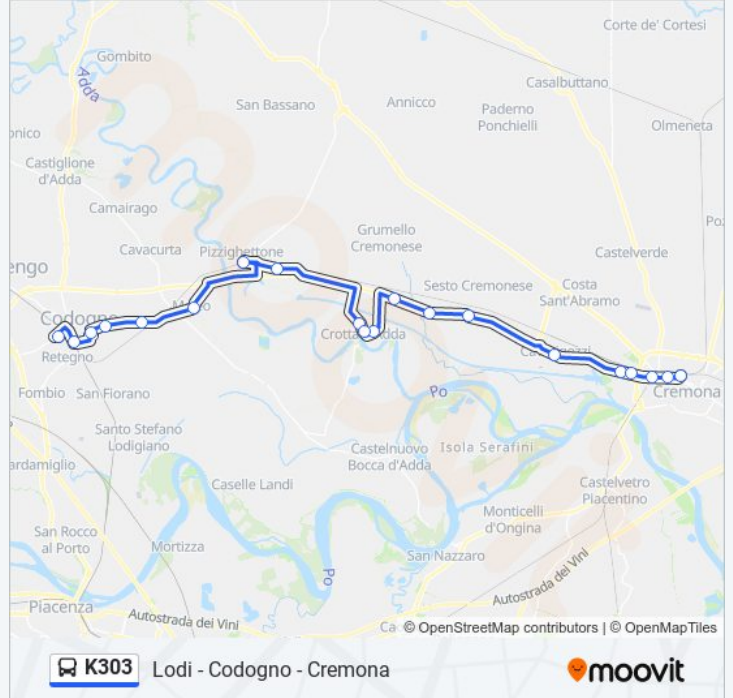 Corte de' Cortesi
Gombito
Adda
Casalbuttano
San Bassano
Annicco
Paderno
Ponchielli
Olmeneta
onico
Castiglione
d'Adda
Camairago
Grumello
Cremonese
Cavacurta
Pizzighettone
Castelverde
engo
Sesto Cremonese
Costa
Sant'Abramo
Codogno
Retegno
Po
Cremona
Fombio
San Fiorano
Santo Stefano
Lodigiano
Castelnuovo
Bocca d'Adda
Isola Serafini
ardamiglio
Caselle Landi
Castelvetro
Piacentino
Monticelli
d'Ongina
San Rocco
al Porto
Mortizza
San Nazzaro
Po
Autostrada dei Vini
Piacenza
Autostrada dei Vini
Ca
© OpenStreetMap contributors | © OpenMapTiles
K303
Lodi - Codogno - Cremona
moovit